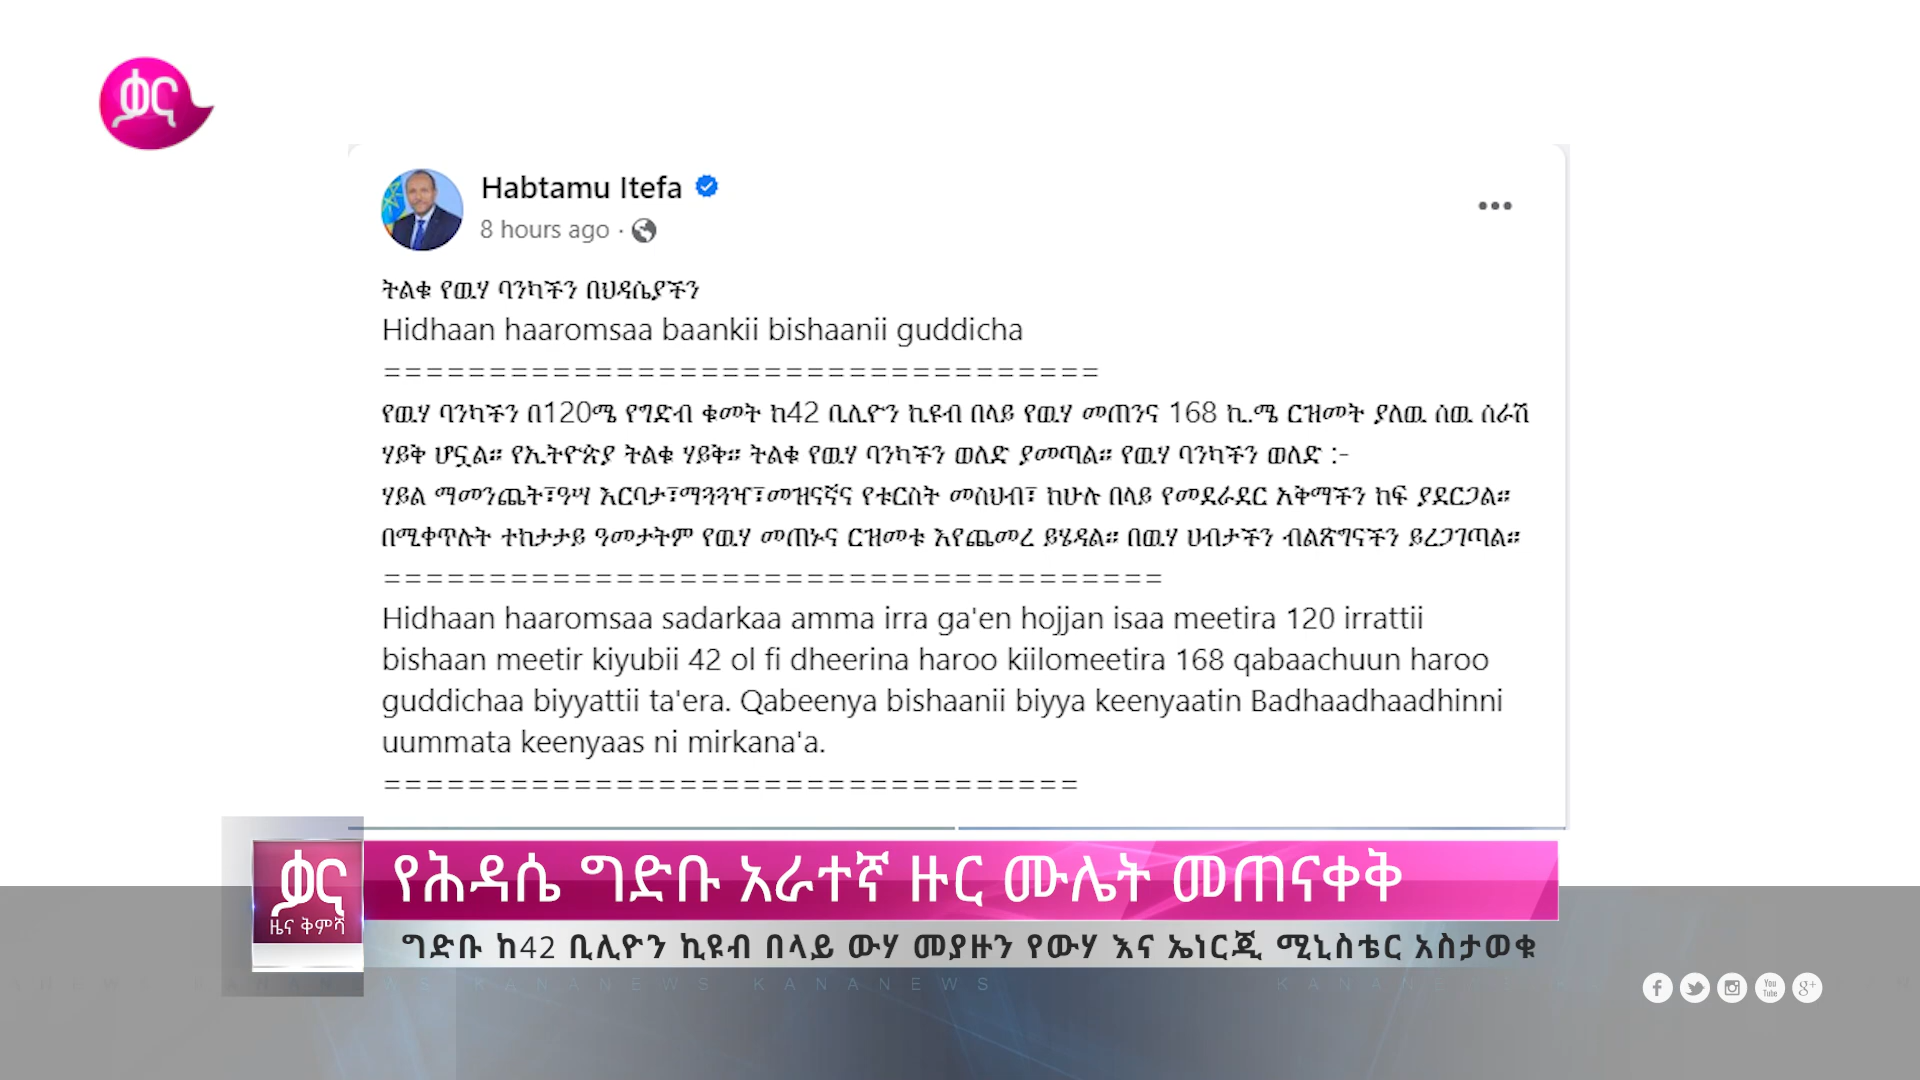 ቃና
Habtamu Itefa
8 hours ago ·
ትልቁ የዉሃ ባንካችን በህዳሴያችን
Hidhaan haaromsaa baankii bishaanii guddicha
==================================
የዉሃ ባንካችን በ120ሜ የግድብ ቁመት ከ42 ቢሊዮን ኪዩብ በላይ የዉሃ መጠንና 168 ኪ.ሜ ርዝመት ያለዉ ሰዉ ሰራሽ
ሃይቅ ሆኗል። የኢትዮጵያ ትልቁ ሃይቅ። ትልቁ የዉሃ ባንካችን ወለድ ያመጣል። የዉሃ ባንካችን ወለድ :-
ሃይል ማመንጨት፣ዓሣ እርባታ፣ማጓጓዣ፣መዝናኛና የቱርስት መስህብ፣ ከሁሉ በላይ የመደራደር አቅማችን ከፍ ያደርጋል።
በሚቀጥሉት ተከታታይ ዓመታትም የዉሃ መጠኑና ርዝመቱ እየጨመረ ይሄዳል። በዉሃ ሀብታችን ብልጽግናችን ይረጋገጣል።
=====================================
Hidhaan haaromsaa sadarkaa amma irra ga'en hojjan isaa meetira 120 irrattii
bishaan meetir kiyubii 42 ol fi dheerina haroo kiilomeetira 168 qabaachuun haroo
guddichaa biyyattii ta'era. Qabeenya bishaanii biyya keenyaatin Badhaadhaadhinni
uummata keenyaas ni mirkana'a.
=================================
ቃና
ዜና ቅምሻ
የሕዳሴ ግድቡ አራተኛ ዙር ሙሌት መጠናቀቅ
ግድቡ ከ42 ቢሊዮን ኪዩብ በላይ ውሃ መያዙን የውሃ እና ኤነርጂ ሚኒስቴር አስታወቁ
KANANEWS KANANEWS